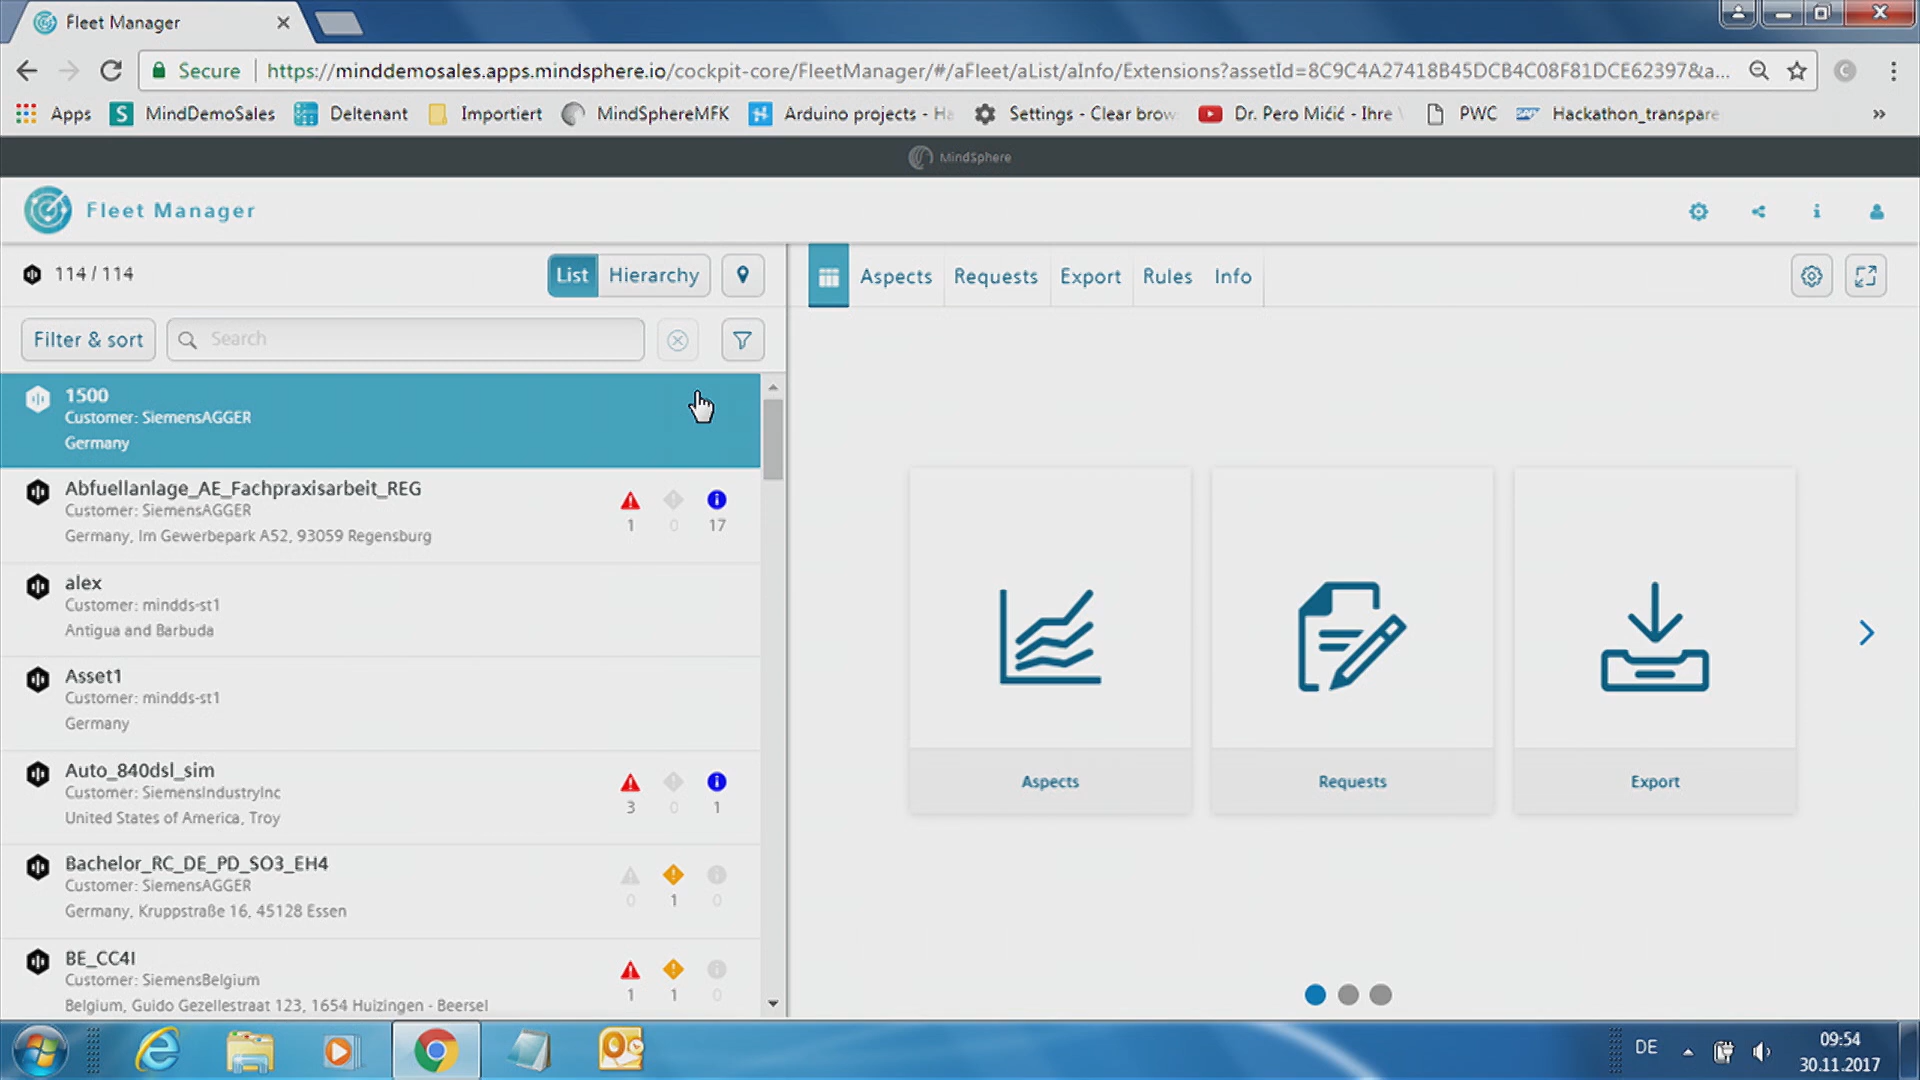 Fleet Manager
Secure
https://minddemosales.apps.mindsphere.io/cockpit-core/FleetManager/#/aFleet/aList/aInfo/Extensions?assetId=8C9C4A27418B45DCB4C08F81DCE62397&a...
Apps MindDemoSales Deltenant Importiert MindSphereMFK Arduino projects - Ha Settings - Clear brow Dr. Pero Mićić - Ihre PWC Hackathon_transpare »
MindSphere
Fleet Manager
114 / 114 List Hierarchy
Aspects Requests Export Rules Info
Filter & sort Search
1500
Customer: SiemensAGGER
Germany
Abfuellanlage_AE_Fachpraxisarbeit_REG
Customer: SiemensAGGER
Germany, Im Gewerbepark A52, 93059 Regensburg
1 0 17
alex
Customer: mindds-st1
Antigua and Barbuda
Asset1
Customer: mindds-st1
Germany
Auto_840dsl_sim
Customer: SiemensIndustryInc
United States of America, Troy
3 0 1
Bachelor_RC_DE_PD_SO3_EH4
Customer: SiemensAGGER
Germany, Kruppstraße 16, 45128 Essen
0 1 0
BE_CC4I
Customer: SiemensBelgium
Belgium, Guido Gezellestraat 123, 1654 Huizingen - Beersel
1 1 0
Aspects
Requests
Export
DE
09:54
30.11.2017